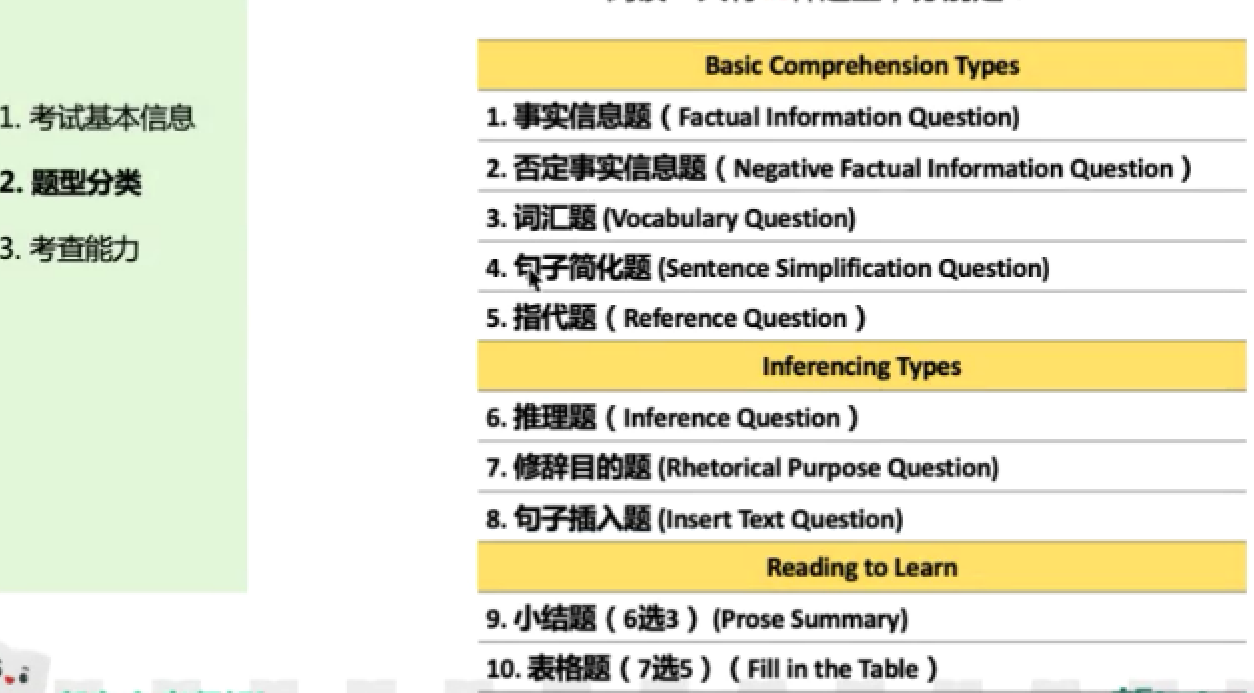 1. 考试基本信息
2. 题型分类
3. 考查能力
Basic Comprehension Types
1. 事实信息题（ Factual Information Question)
2. 否定事实信息题（ Negative Factual Information Question ）
3. 词汇题 (Vocabulary Question)
4. 句子简化题 (Sentence Simplification Question)
5. 指代题（ Reference Question ）
Inferencing Types
6. 推理题（ Inference Question ）
7. 修辞目的题 (Rhetorical Purpose Question)
8. 句子插入题 (Insert Text Question)
Reading to Learn
9. 小结题（ 6选3 ） (Prose Summary)
10. 表格题（ 7选5 ）（ Fill in the Table ）